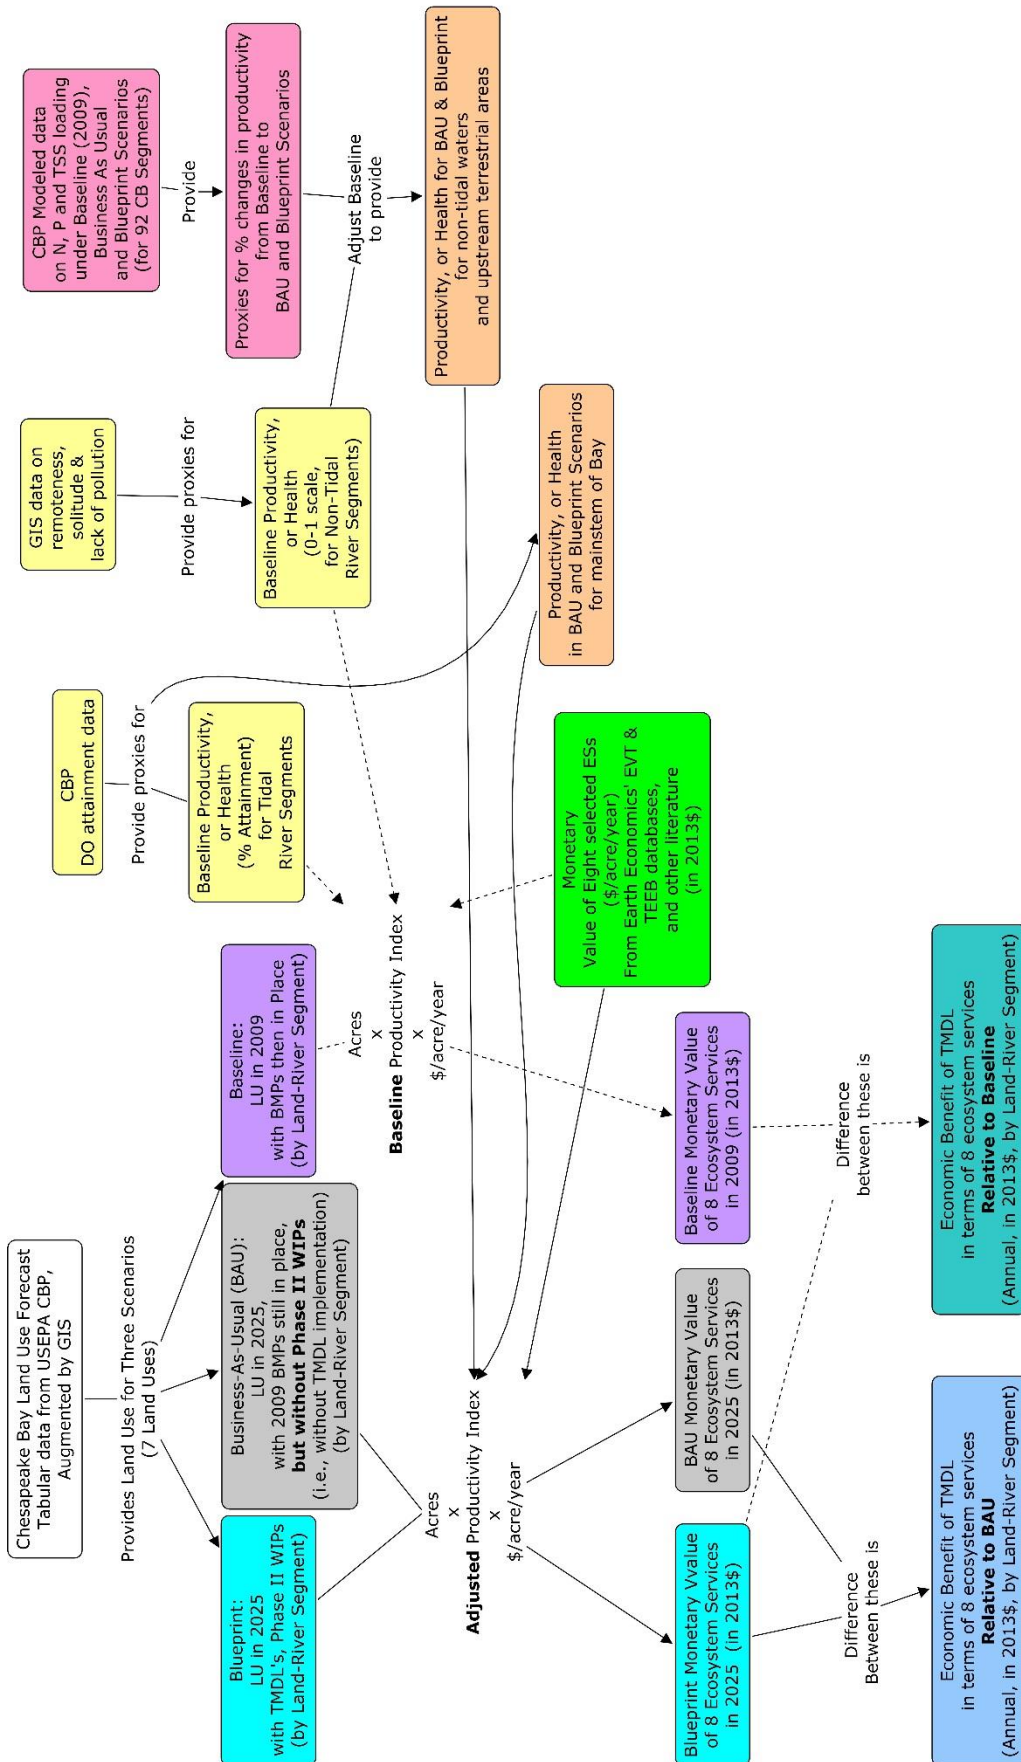 Chesapeake Bay Land Use Forecast
Tabular data from USEPA CBP,
Augmented by GIS
Provides Land Use for Three Scenarios
(7 Land Uses)
Blueprint:
LU in 2025
with TMDL's, Phase II WIPs
(by Land-River Segment)
Business-As-Usual (BAU):
LU in 2025,
with 2009 BMPs still in place,
but without Phase II WIPs
(i.e., without TMDL implementation)
(by Land-River Segment)
Baseline:
LU in 2009
with BMPs then in Place
(by Land-River Segment)
CBP
DO attainment data
Provide proxies for
Baseline Productivity,
or Health
(% Attainment)
for Tidal
River Segments
GIS data on
remoteness,
solitude &
lack of pollution
Provide proxies for
Baseline Productivity,
or Health
(0-1 scale,
for Non-Tidal
River Segments)
CBP Modeled data
on N, P and TSS loading
under Baseline (2009),
Business As Usual
and Blueprint Scenarios
(for 92 CB Segments)
Provide
Proxies for % changes in productivity
from Baseline to
BAU and Blueprint Scenarios
Adjust Baseline
to provide
Productivity, or Health for BAU & Blueprint
for non-tidal waters
and upstream terrestrial areas
Productivity, or Health
in BAU and Blueprint Scenarios
for mainstem of Bay
Acres
x
Baseline Productivity Index
x
$/acre/year
Monetary
Value of Eight selected ESs
($/acre/year)
From Earth Economics' EVT &
TEEB databases,
and other literature
(in 2013$)
Acres
x
Adjusted Productivity Index
x
$/acre/year
Blueprint Monetary Vvalue
of 8 Ecosystem Services
in 2025 (in 2013$)
BAU Monetary Value
of 8 Ecosystem Services
in 2025 (in 2013$)
Baseline Monetary Value
of 8 Ecosystem Services
in 2009 (in 2013$)
Difference
Between these is
Difference
between these is
Economic Benefit of TMDL
in terms of 8 ecosystem services
Relative to BAU
(Annual, in 2013$, by Land-River Segment)
Economic Benefit of TMDL
in terms of 8 ecosystem services
Relative to Baseline
(Annual, in 2013$, by Land-River Segment)